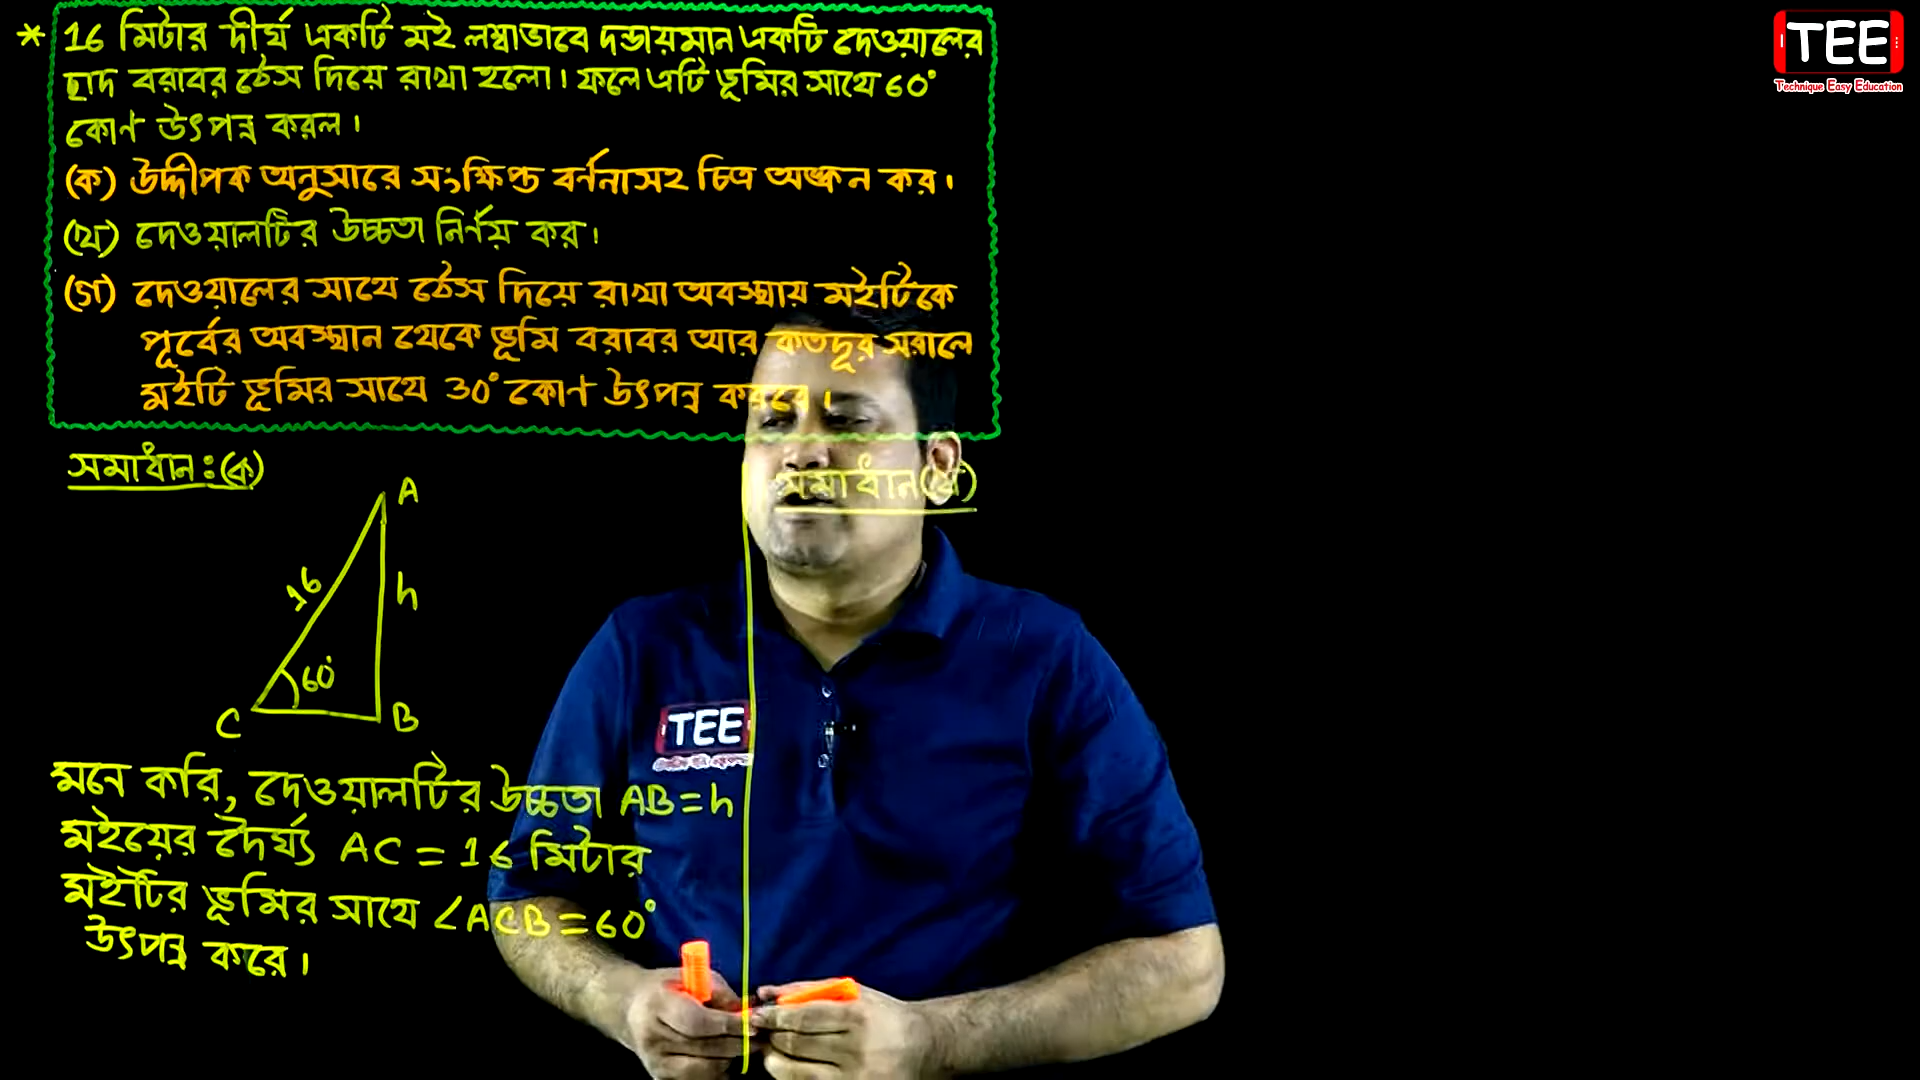 * 16 মিটার দীর্ঘ একটি মই লম্বাভাবে দন্ডায়মান একটি দেওয়ালের
ছাদ বরাবর ঠেস দিয়ে রাখা হলো। ফলে এটি ভূমির সাথে 60°
কোণ উৎপন্ন করল।
(ক) উদ্দীপক অনুসারে সংক্ষিপ্ত বর্ননাসহ চিত্র অঙ্কন কর।
(খ) দেওয়ালটির উচ্চতা নির্ণয় কর।
(গ) দেওয়ালের সাথে ঠেস দিয়ে রাখা অবস্থায় মইটিকে
পূর্বের অবস্থান থেকে ভূমি বরাবর আর কতদূর সরালে
মইটি ভূমির সাথে 30° কোণ উৎপন্ন করবে।
সমাধান: (ক)
A
16
h
60°
C
B
মনে করি, দেওয়ালটির উচ্চতা AB=h
মইয়ের দৈর্ঘ্য AC = 16 মিটার
মইটির ভূমির সাথে ∠ACB=60°
উৎপন্ন করে।
সমাধান (খ)
TEE
TEE
Technique Easy Education